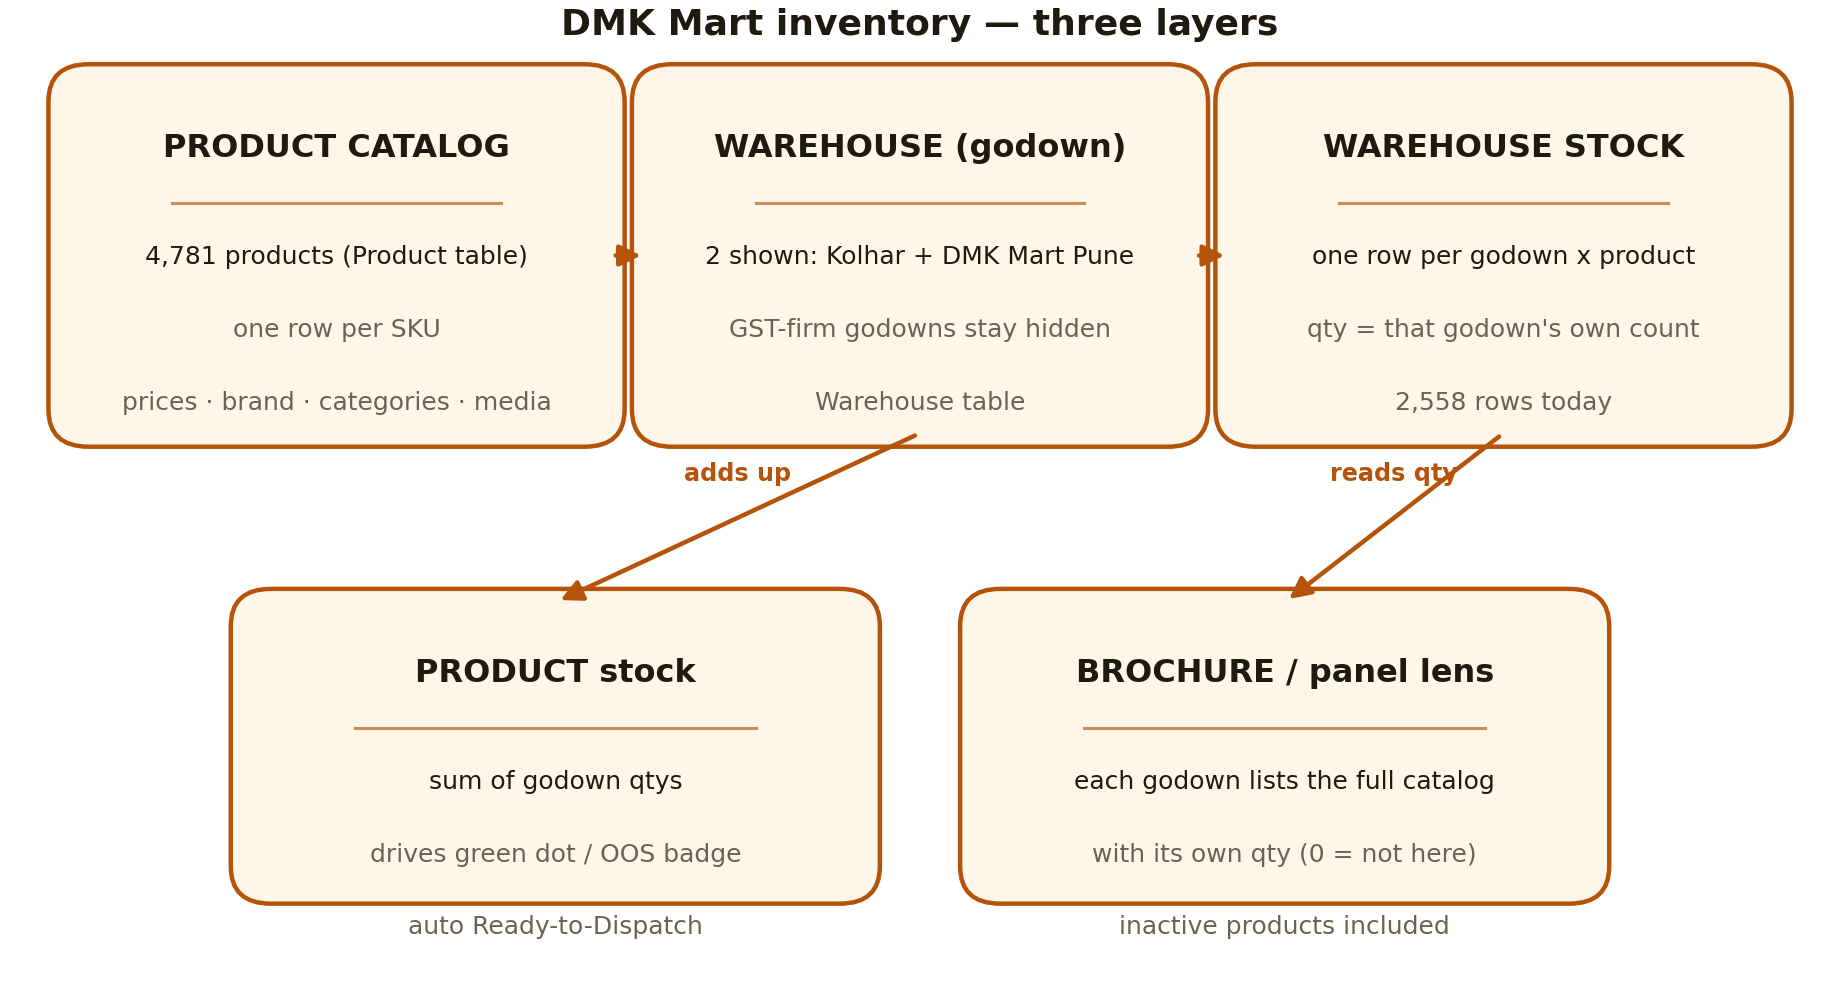 DMK Mart inventory — three layers
PRODUCT CATALOG
4,781 products (Product table)
one row per SKU
prices · brand · categories · media
WAREHOUSE (godown)
2 shown: Kolhar + DMK Mart Pune
GST-firm godowns stay hidden
Warehouse table
WAREHOUSE STOCK
one row per godown x product
qty = that godown's own count
2,558 rows today
adds up
reads qty
PRODUCT stock
sum of godown qtys
drives green dot / OOS badge
auto Ready-to-Dispatch
BROCHURE / panel lens
each godown lists the full catalog
with its own qty (0 = not here)
inactive products included